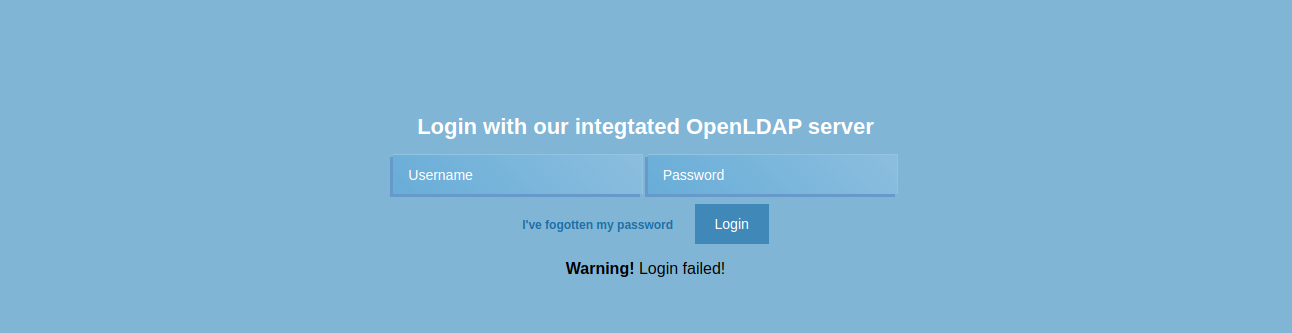 Login with our integtated OpenLDAP server
Username Password
I've fogotten my password Login
Warning! Login failed!